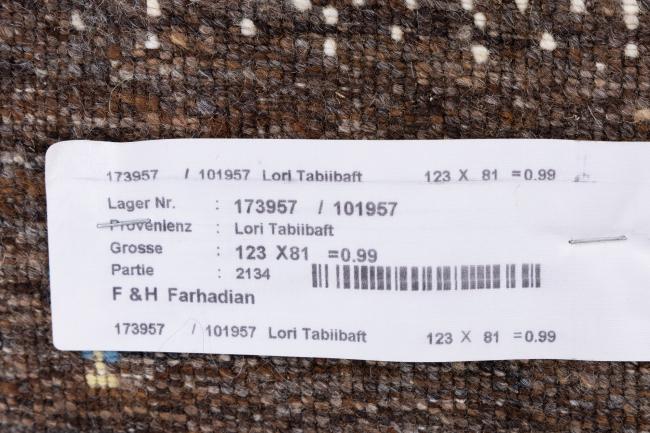 173957 / 101957 Lori Tabiibaft 123 X 81 =0.99
Lager Nr. : 173957 / 101957
Provenienz : Lori Tabiibaft
Grosse : 123 X81 =0.99
Partie : 2134
F &H Farhadian
173957 / 101957 Lori Tabiibaft 123 X 81 =0.99